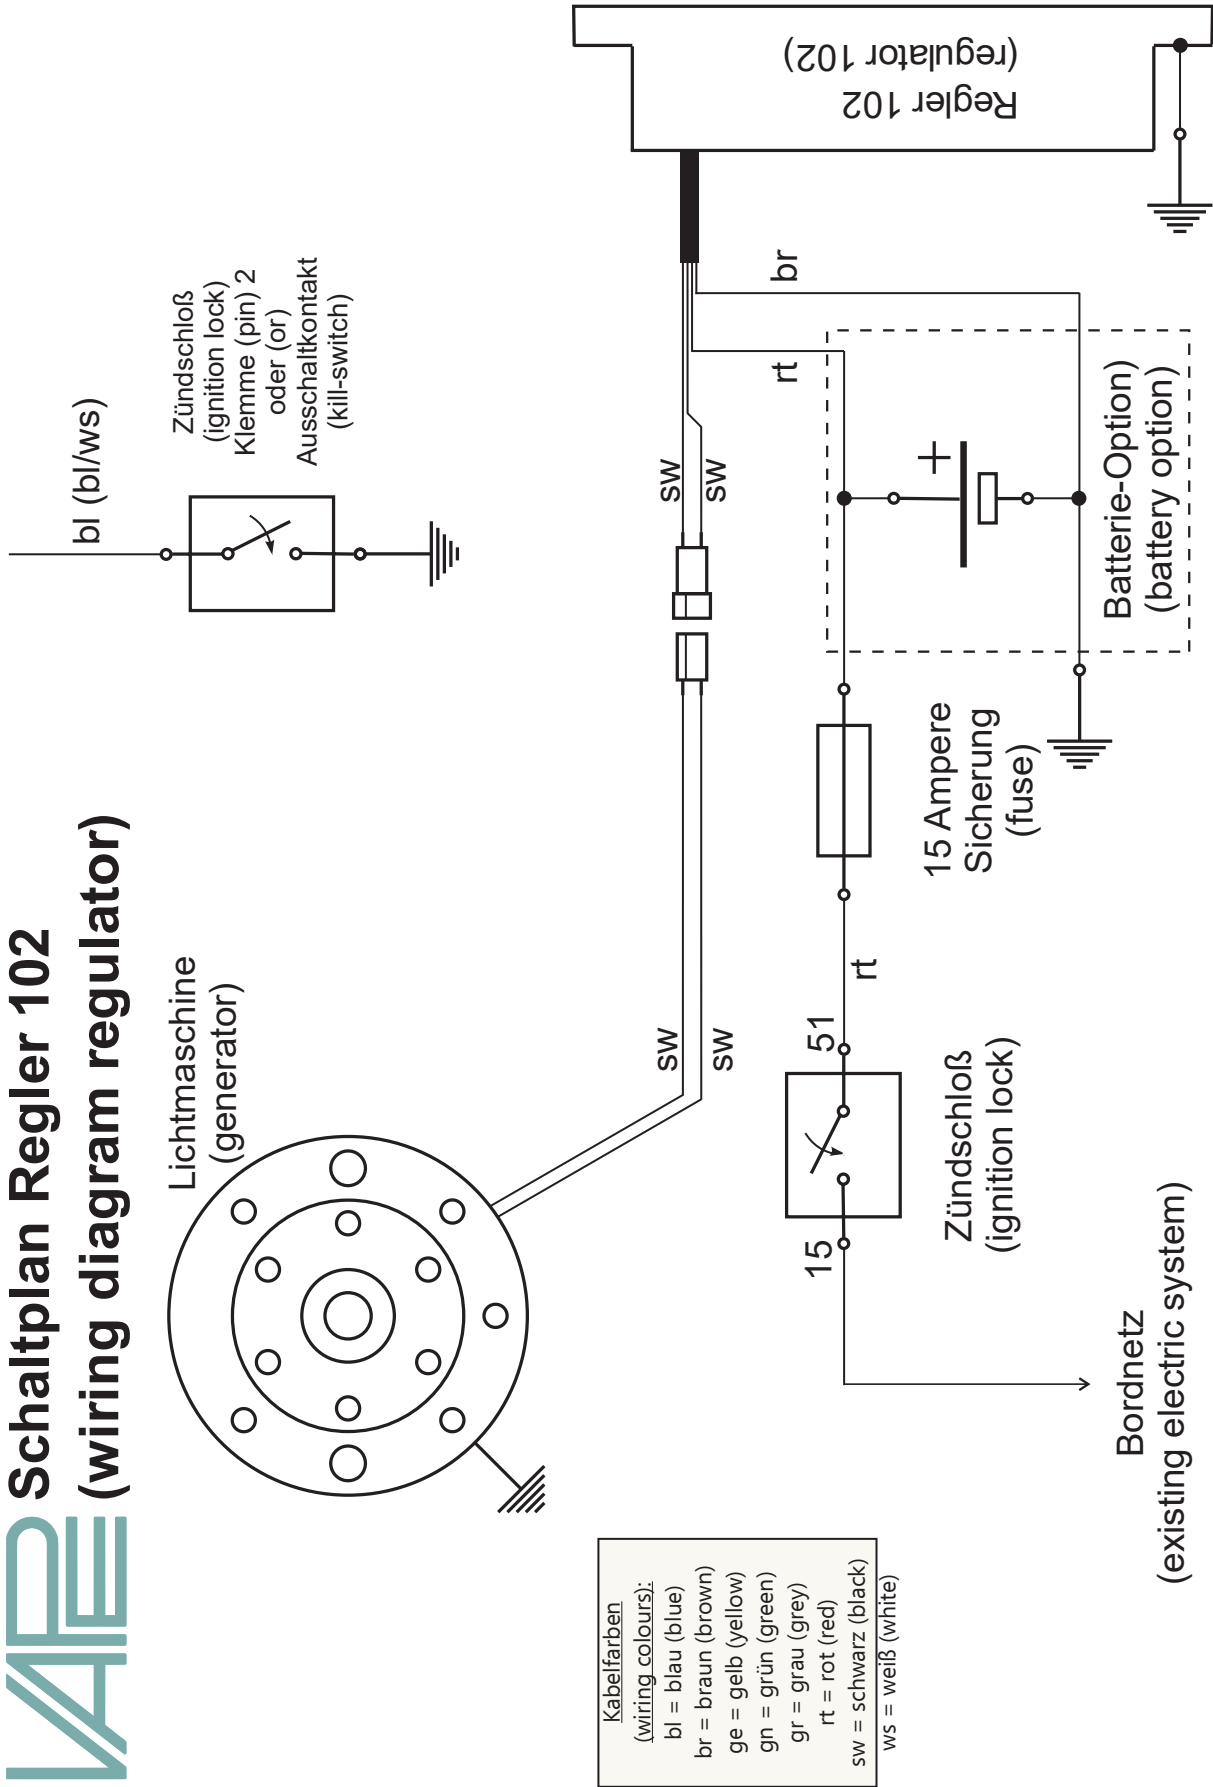 VAPE
Schaltplan Regler 102
(wiring diagram regulator)
Lichtmaschine
(generator)
bl (bl/ws)
Zündschloß
(ignition lock)
Klemme (pin) 2
oder (or)
Ausschaltkontakt
(kill-switch)
sw
sw
sw
sw
Regler 102
(regulator 102)
br
rt
+
Batterie-Option)
(battery option)
15 Ampere
Sicherung
(fuse)
rt
51
15
Zündschloß
(ignition lock)
Bordnetz
(existing electric system)
Kabelfarben
(wiring colours):
bl = blau (blue)
br = braun (brown)
ge = gelb (yellow)
gn = grün (green)
gr = grau (grey)
rt = rot (red)
sw = schwarz (black)
ws = weiß (white)